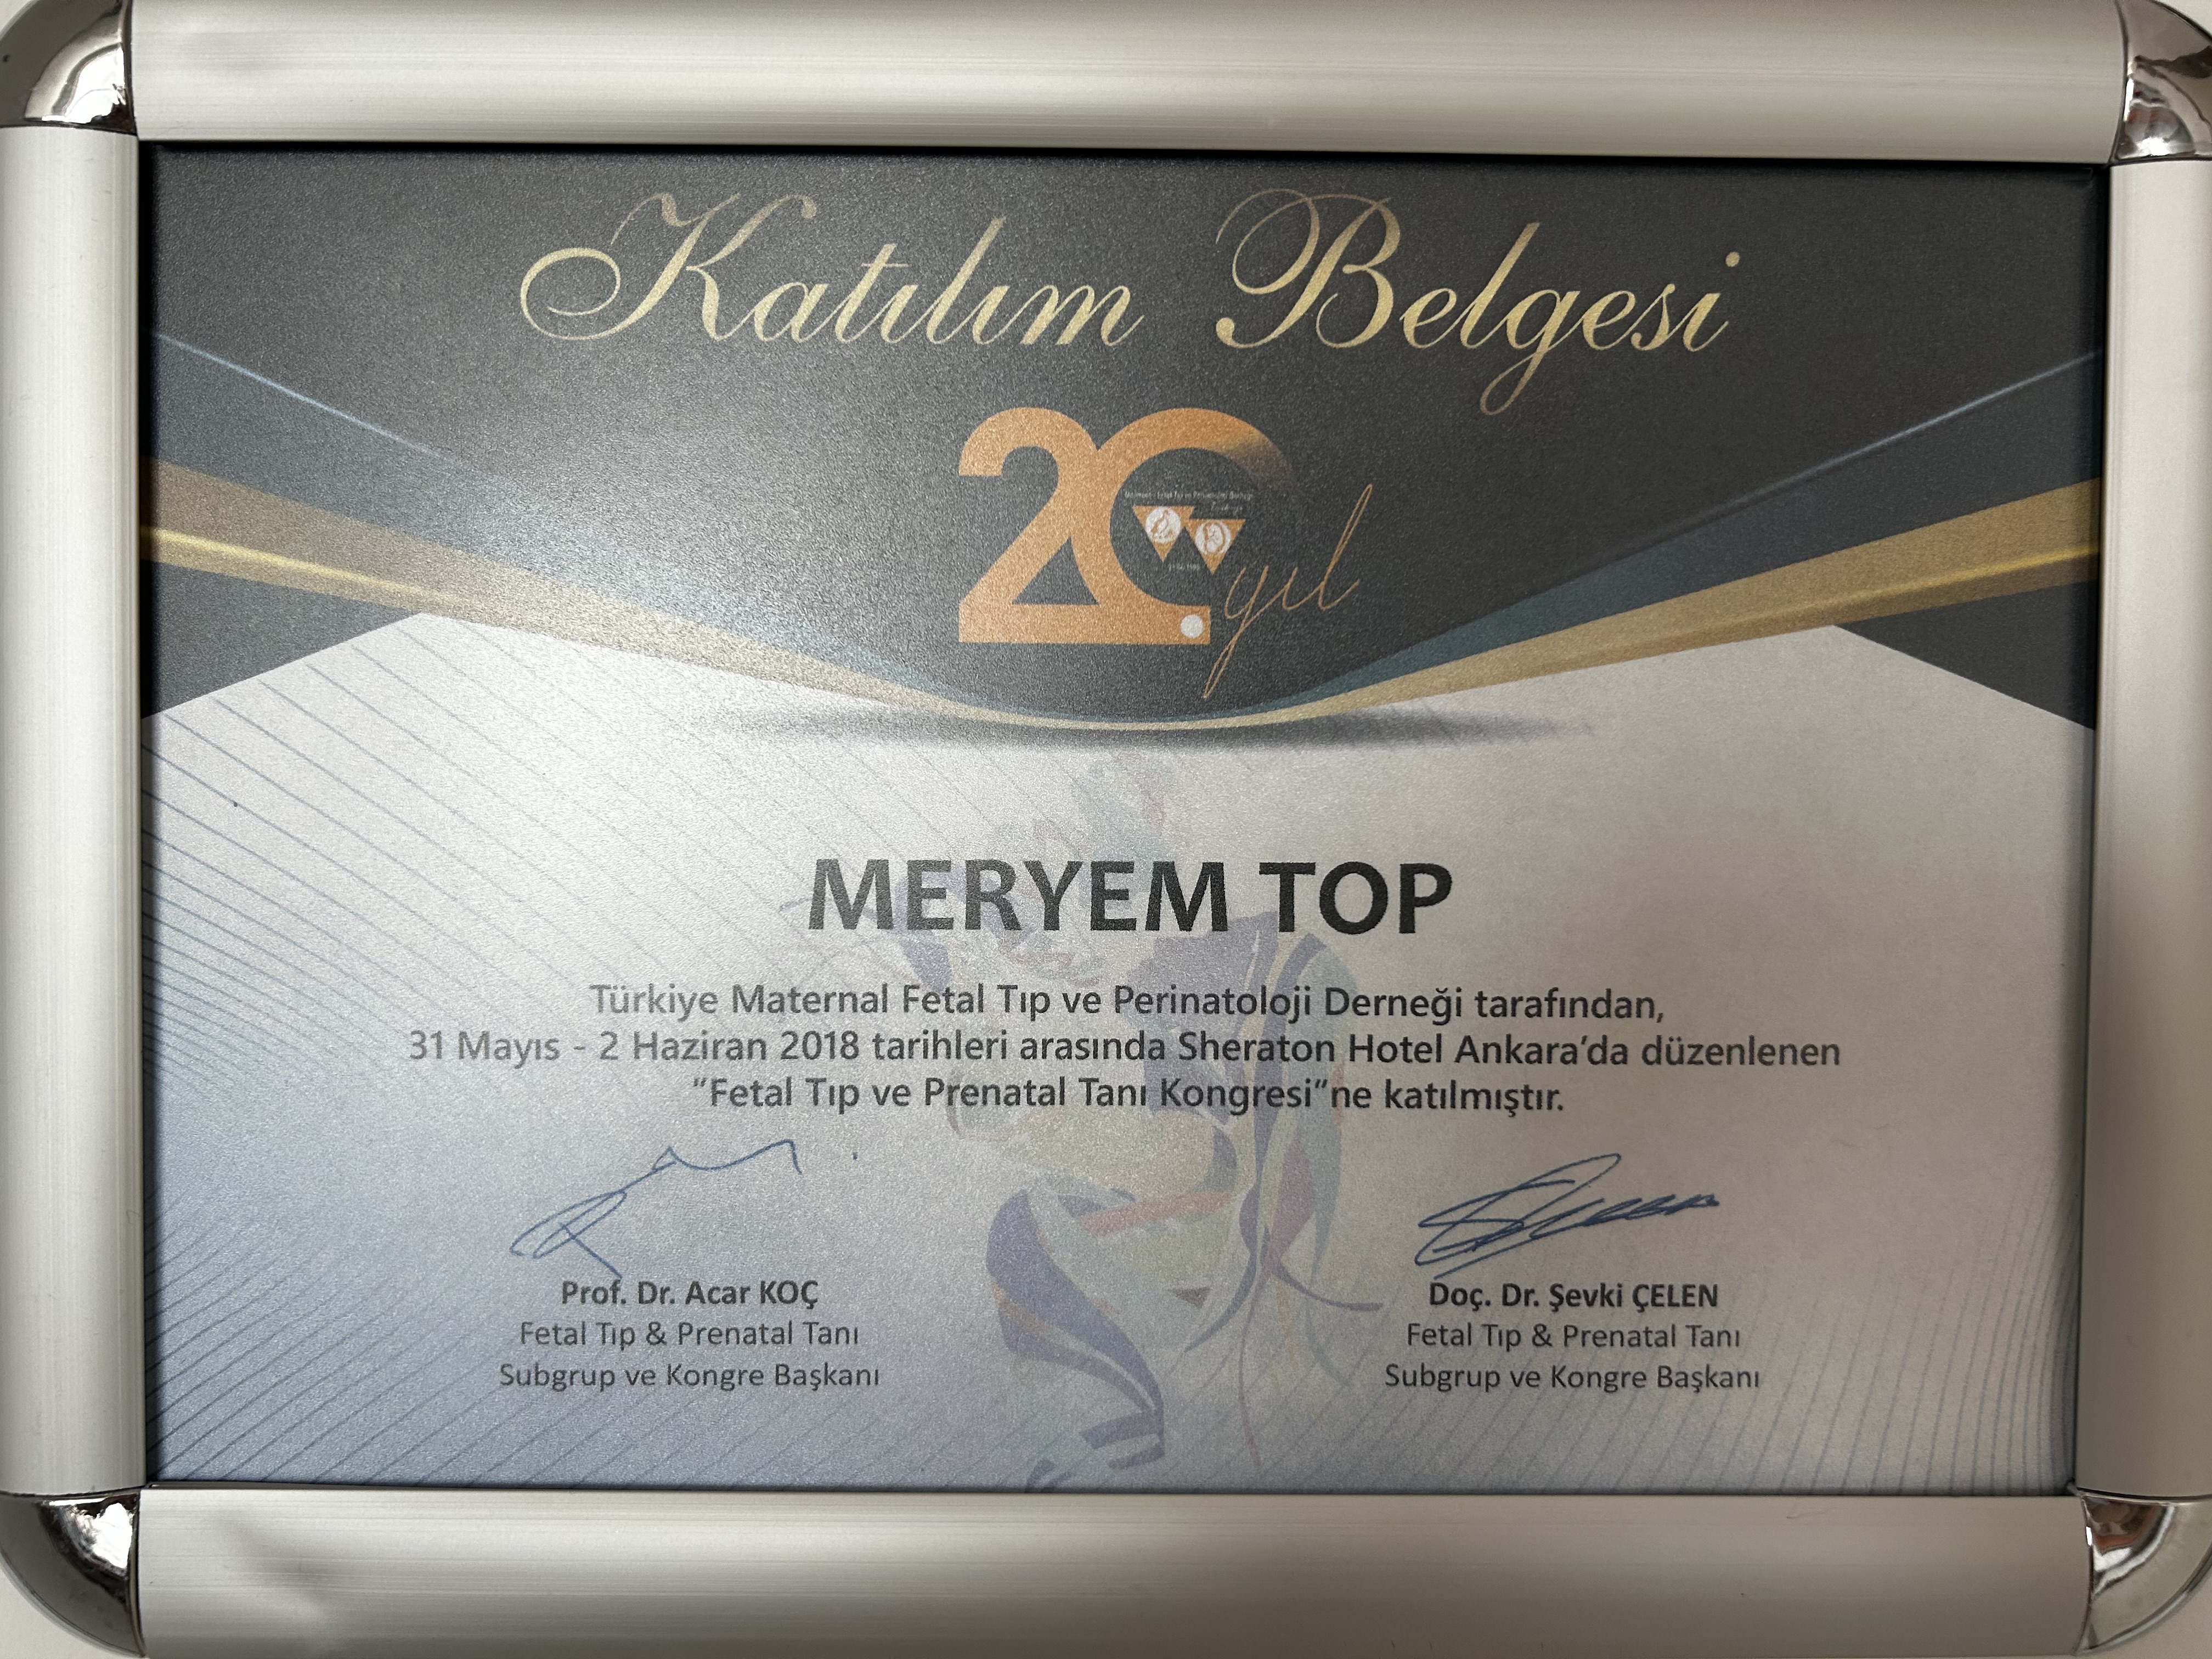 Katılım Belgesi
20.
yıl
MERYEM TOP
Türkiye Maternal Fetal Tıp ve Perinatoloji Derneği tarafından,
31 Mayıs - 2 Haziran 2018 tarihleri arasında Sheraton Hotel Ankara'da düzenlenen
"Fetal Tıp ve Prenatal Tanı Kongresi"ne katılmıştır.
Prof. Dr. Acar KOÇ
Fetal Tıp & Prenatal Tanı
Subgrup ve Kongre Başkanı
Doç. Dr. Şevki ÇELEN
Fetal Tıp & Prenatal Tanı
Subgrup ve Kongre Başkanı